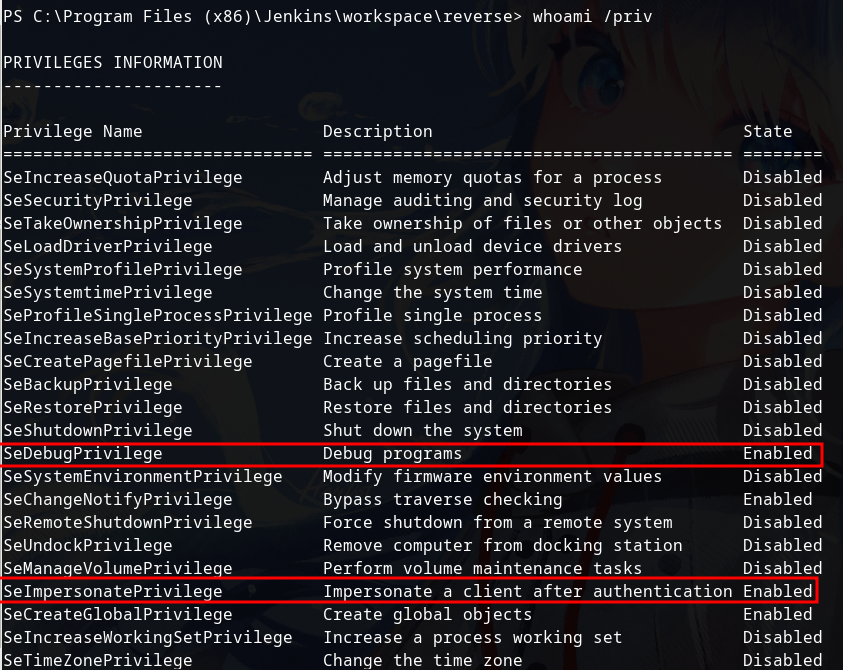 PS C:\Program Files (x86)\Jenkins\workspace\reverse> whoami /priv
PRIVILEGES INFORMATION
----------------------
Privilege Name                  Description                               State
=============================== ========================================= ========
SeIncreaseQuotaPrivilege        Adjust memory quotas for a process        Disabled
SeSecurityPrivilege             Manage auditing and security log          Disabled
SeTakeOwnershipPrivilege        Take ownership of files or other objects  Disabled
SeLoadDriverPrivilege           Load and unload device drivers            Disabled
SeSystemProfilePrivilege        Profile system performance                Disabled
SeSystemtimePrivilege           Change the system time                    Disabled
SeProfileSingleProcessPrivilege Profile single process                    Disabled
SeIncreaseBasePriorityPrivilege Increase scheduling priority              Disabled
SeCreatePagefilePrivilege       Create a pagefile                         Disabled
SeBackupPrivilege               Back up files and directories             Disabled
SeRestorePrivilege              Restore files and directories             Disabled
SeShutdownPrivilege             Shut down the system                      Disabled
SeDebugPrivilege                Debug programs                            Enabled
SeSystemEnvironmentPrivilege    Modify firmware environment values        Disabled
SeChangeNotifyPrivilege         Bypass traverse checking                  Enabled
SeRemoteShutdownPrivilege       Force shutdown from a remote system       Disabled
SeUndockPrivilege               Remove computer from docking station      Disabled
SeManageVolumePrivilege         Perform volume maintenance tasks          Disabled
SeImpersonatePrivilege          Impersonate a client after authentication Enabled
SeCreateGlobalPrivilege         Create global objects                     Enabled
SeIncreaseWorkingSetPrivilege   Increase a process working set            Disabled
SeTimeZonePrivilege             Change the time zone                      Disabled